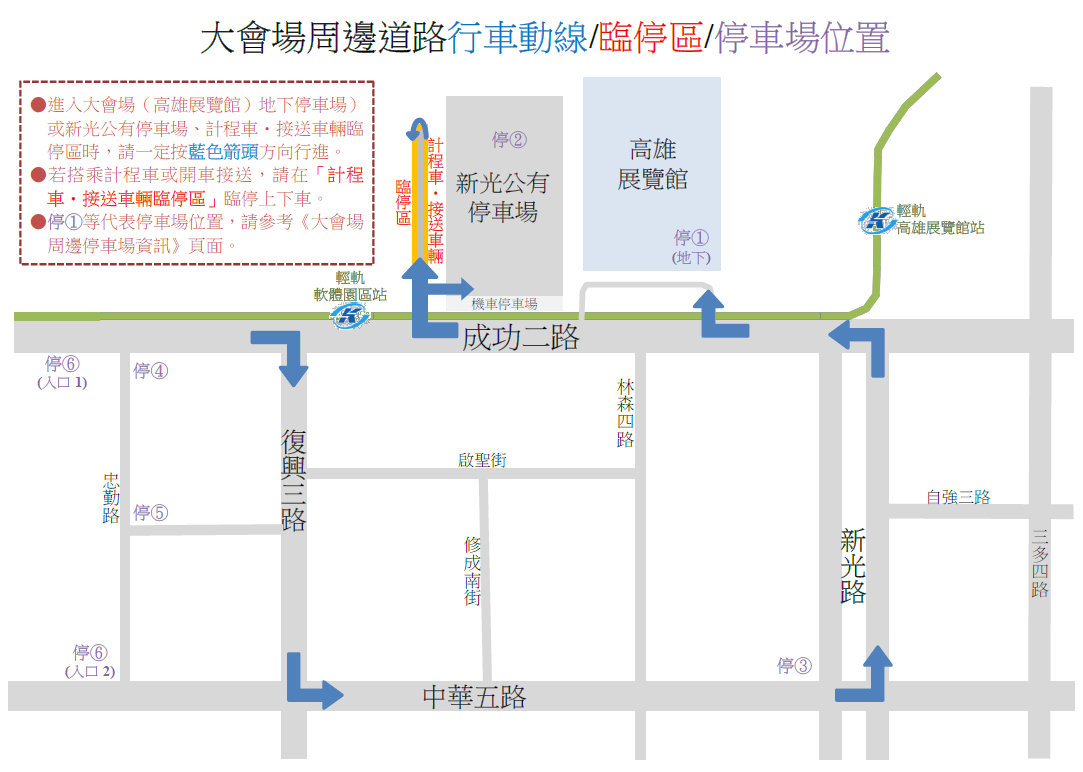 大會場周邊道路行車動線/臨停區/停車場位置
●進入大會場（高雄展覽館）地下停車場）
或新光公有停車場、計程車‧接送車輛臨
停區時，請一定按藍色箭頭方向行進。
●若搭乘計程車或開車接送，請在「計程
車‧接送車輛臨停區」臨停上下車。
●停①等代表停車場位置，請參考《大會場
周邊停車場資訊》頁面。
臨停區
計程車‧接送車輛
停②
新光公有
停車場
機車停車場
高雄
展覽館
停①
(地下)
輕軌
高雄展覽館站
輕軌
軟體園區站
成功二路
停⑥
(入口 1)
停④
復興三路
林森四路
啟聖街
忠勤路
停⑤
修成南街
自強三路
新光路
三多四路
停⑥
(入口 2)
停③
中華五路